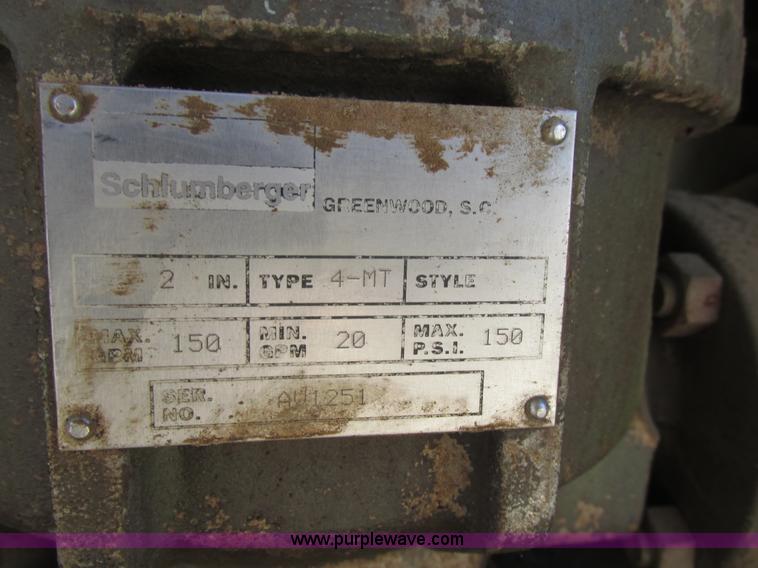 Schlumberger
GREENWOOD, S.C.
2 IN. TYPE 4-MT STYLE
MAX. GPM 150 MIN. GPM 20 MAX. P.S.I. 150
SER. NO. AW1251
www.purplewave.com